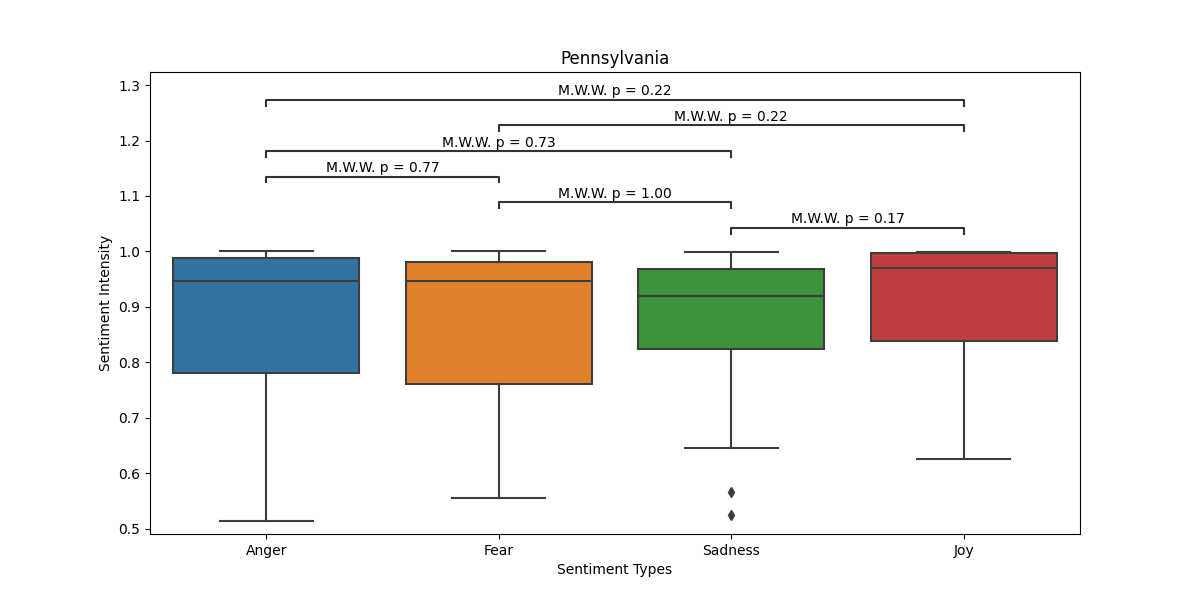 Pennsylvania
1.3
1.2
1.1
1.0
0.9
0.8
0.7
0.6
0.5
Sentiment Intensity
M.W.W. p = 0.22
M.W.W. p = 0.22
M.W.W. p = 0.73
M.W.W. p = 0.77
M.W.W. p = 1.00
M.W.W. p = 0.17
Anger Fear Sadness Joy
Sentiment Types